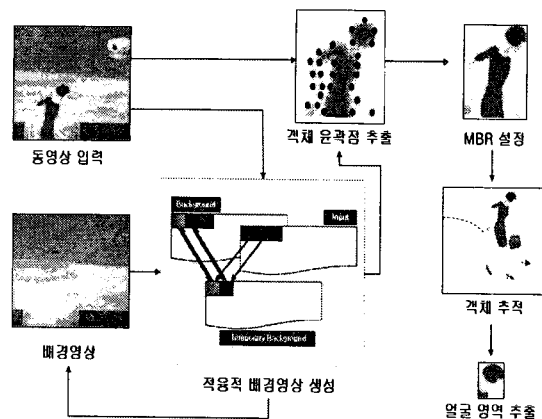 동영상 입력
객체 윤곽점 추출
MBR 설정
Background
Input
Temporary Background
배경영상
적응적 배경영상 생성
객체 추적
얼굴 영역 추출